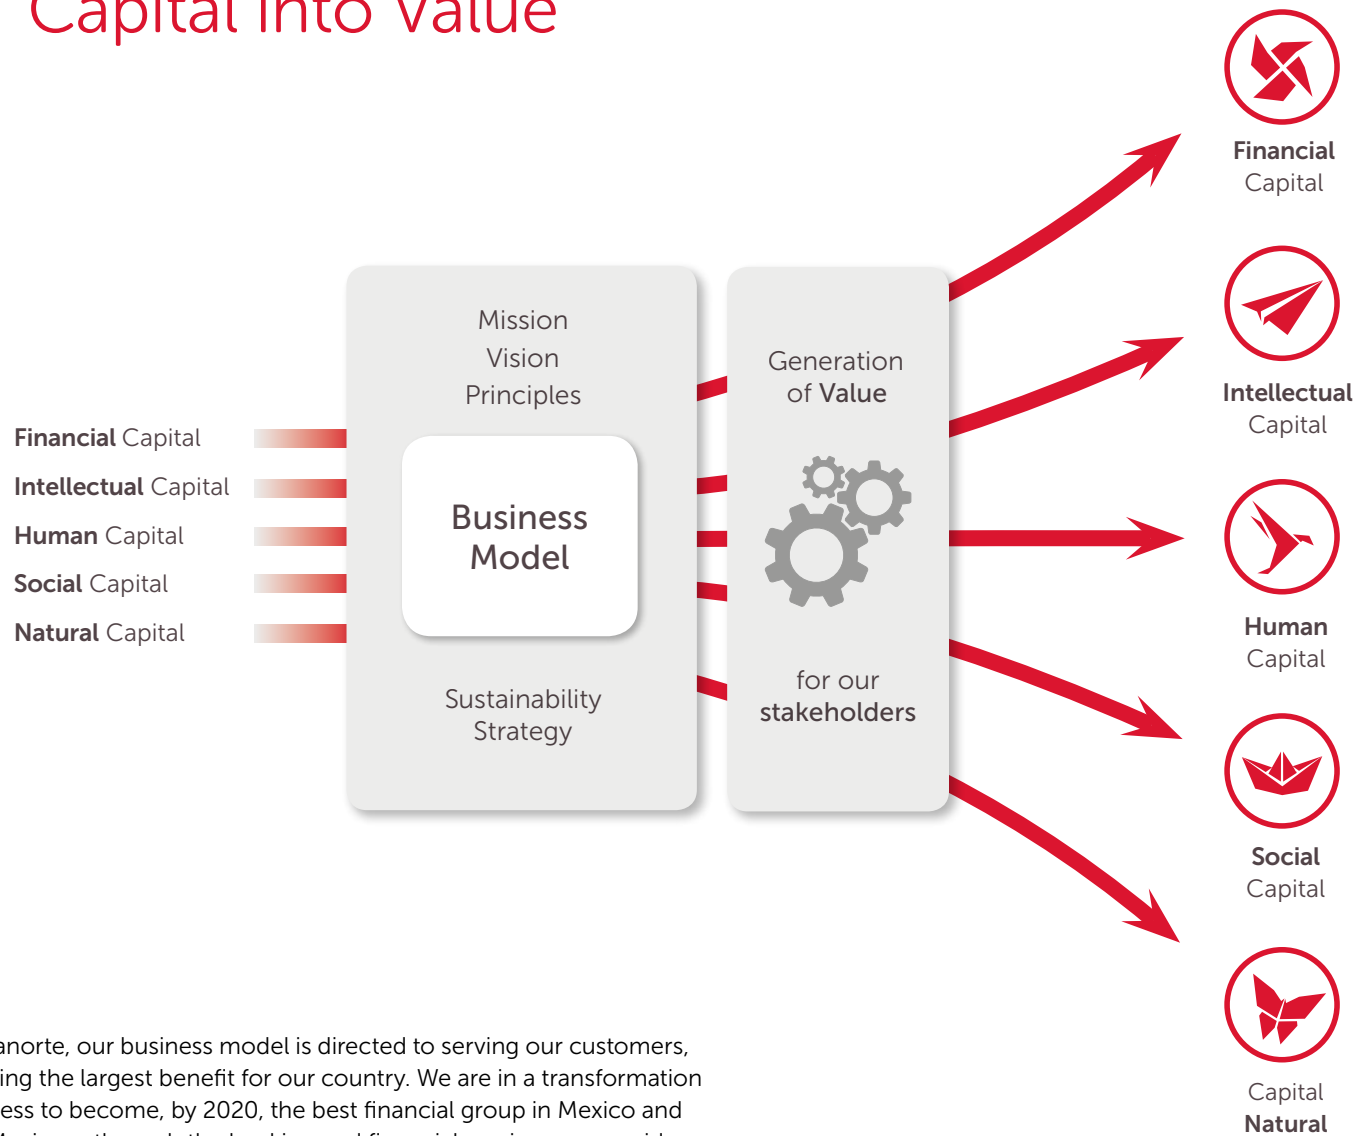 Capital into Value
Financial
Capital
Intellectual
Capital
Human
Capital
Social
Capital
Capital
Natural
Financial Capital
Intellectual Capital
Human Capital
Social Capital
Natural Capital
Mission
Vision
Principles
Business
Model
Sustainability
Strategy
Generation
of Value
for our
stakeholders
anorte, our business model is directed to serving our customers,
ing the largest benefit for our country. We are in a transformation
ess to become, by 2020, the best financial group in Mexico and